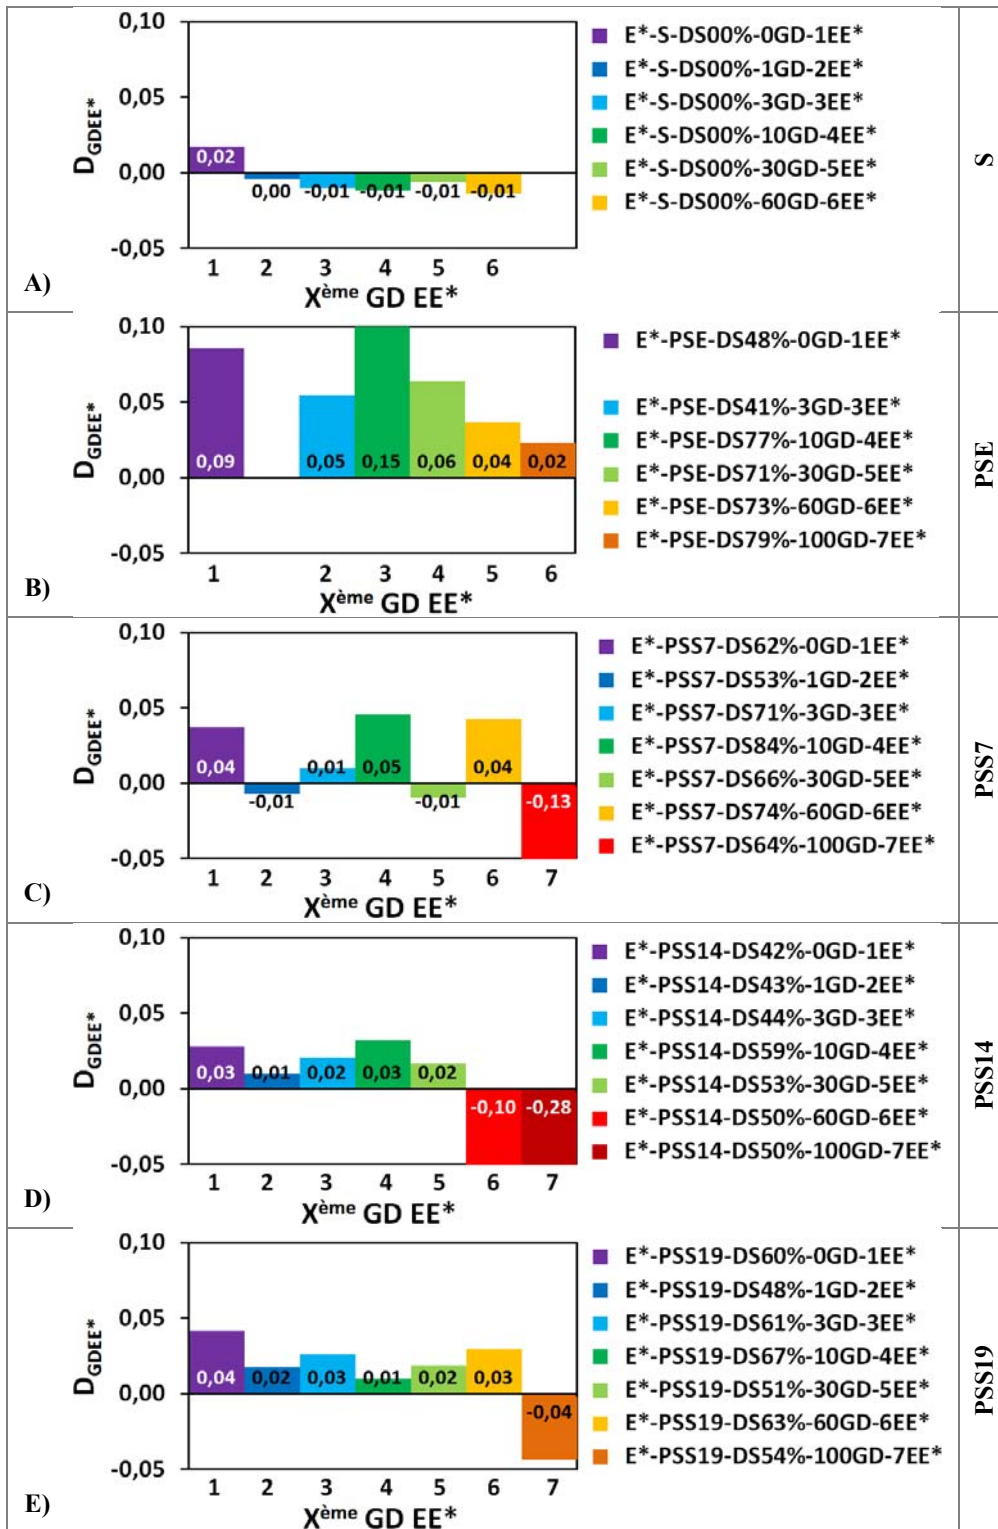 0,10
0,05
0,00
-0,05
D_GDEE*
0,02
0,00
-0,01
-0,01
-0,01
-0,01
1 2 3 4 5 6
Xème GD EE*
E*-S-DS00%-0GD-1EE*
E*-S-DS00%-1GD-2EE*
E*-S-DS00%-3GD-3EE*
E*-S-DS00%-10GD-4EE*
E*-S-DS00%-30GD-5EE*
E*-S-DS00%-60GD-6EE*
A)
S
0,10
0,05
0,00
-0,05
D_GDEE*
0,09
0,05
0,15
0,06
0,04
0,02
1 2 3 4 5 6
Xème GD EE*
E*-PSE-DS48%-0GD-1EE*
E*-PSE-DS41%-3GD-3EE*
E*-PSE-DS77%-10GD-4EE*
E*-PSE-DS71%-30GD-5EE*
E*-PSE-DS73%-60GD-6EE*
E*-PSE-DS79%-100GD-7EE*
B)
PSE
0,10
0,05
0,00
-0,05
D_GDEE*
0,04
-0,01
0,01
0,05
-0,01
0,04
-0,13
1 2 3 4 5 6 7
Xème GD EE*
E*-PSS7-DS62%-0GD-1EE*
E*-PSS7-DS53%-1GD-2EE*
E*-PSS7-DS71%-3GD-3EE*
E*-PSS7-DS84%-10GD-4EE*
E*-PSS7-DS66%-30GD-5EE*
E*-PSS7-DS74%-60GD-6EE*
E*-PSS7-DS64%-100GD-7EE*
C)
PSS7
0,10
0,05
0,00
-0,05
D_GDEE*
0,03
0,01
0,02
0,03
0,02
-0,10
-0,28
1 2 3 4 5 6 7
Xème GD EE*
E*-PSS14-DS42%-0GD-1EE*
E*-PSS14-DS43%-1GD-2EE*
E*-PSS14-DS44%-3GD-3EE*
E*-PSS14-DS59%-10GD-4EE*
E*-PSS14-DS53%-30GD-5EE*
E*-PSS14-DS50%-60GD-6EE*
E*-PSS14-DS50%-100GD-7EE*
D)
PSS14
0,10
0,05
0,00
-0,05
D_GDEE*
0,04
0,02
0,03
0,01
0,02
0,03
-0,04
1 2 3 4 5 6 7
Xème GD EE*
E*-PSS19-DS60%-0GD-1EE*
E*-PSS19-DS48%-1GD-2EE*
E*-PSS19-DS61%-3GD-3EE*
E*-PSS19-DS67%-10GD-4EE*
E*-PSS19-DS51%-30GD-5EE*
E*-PSS19-DS63%-60GD-6EE*
E*-PSS19-DS54%-100GD-7EE*
E)
PSS19